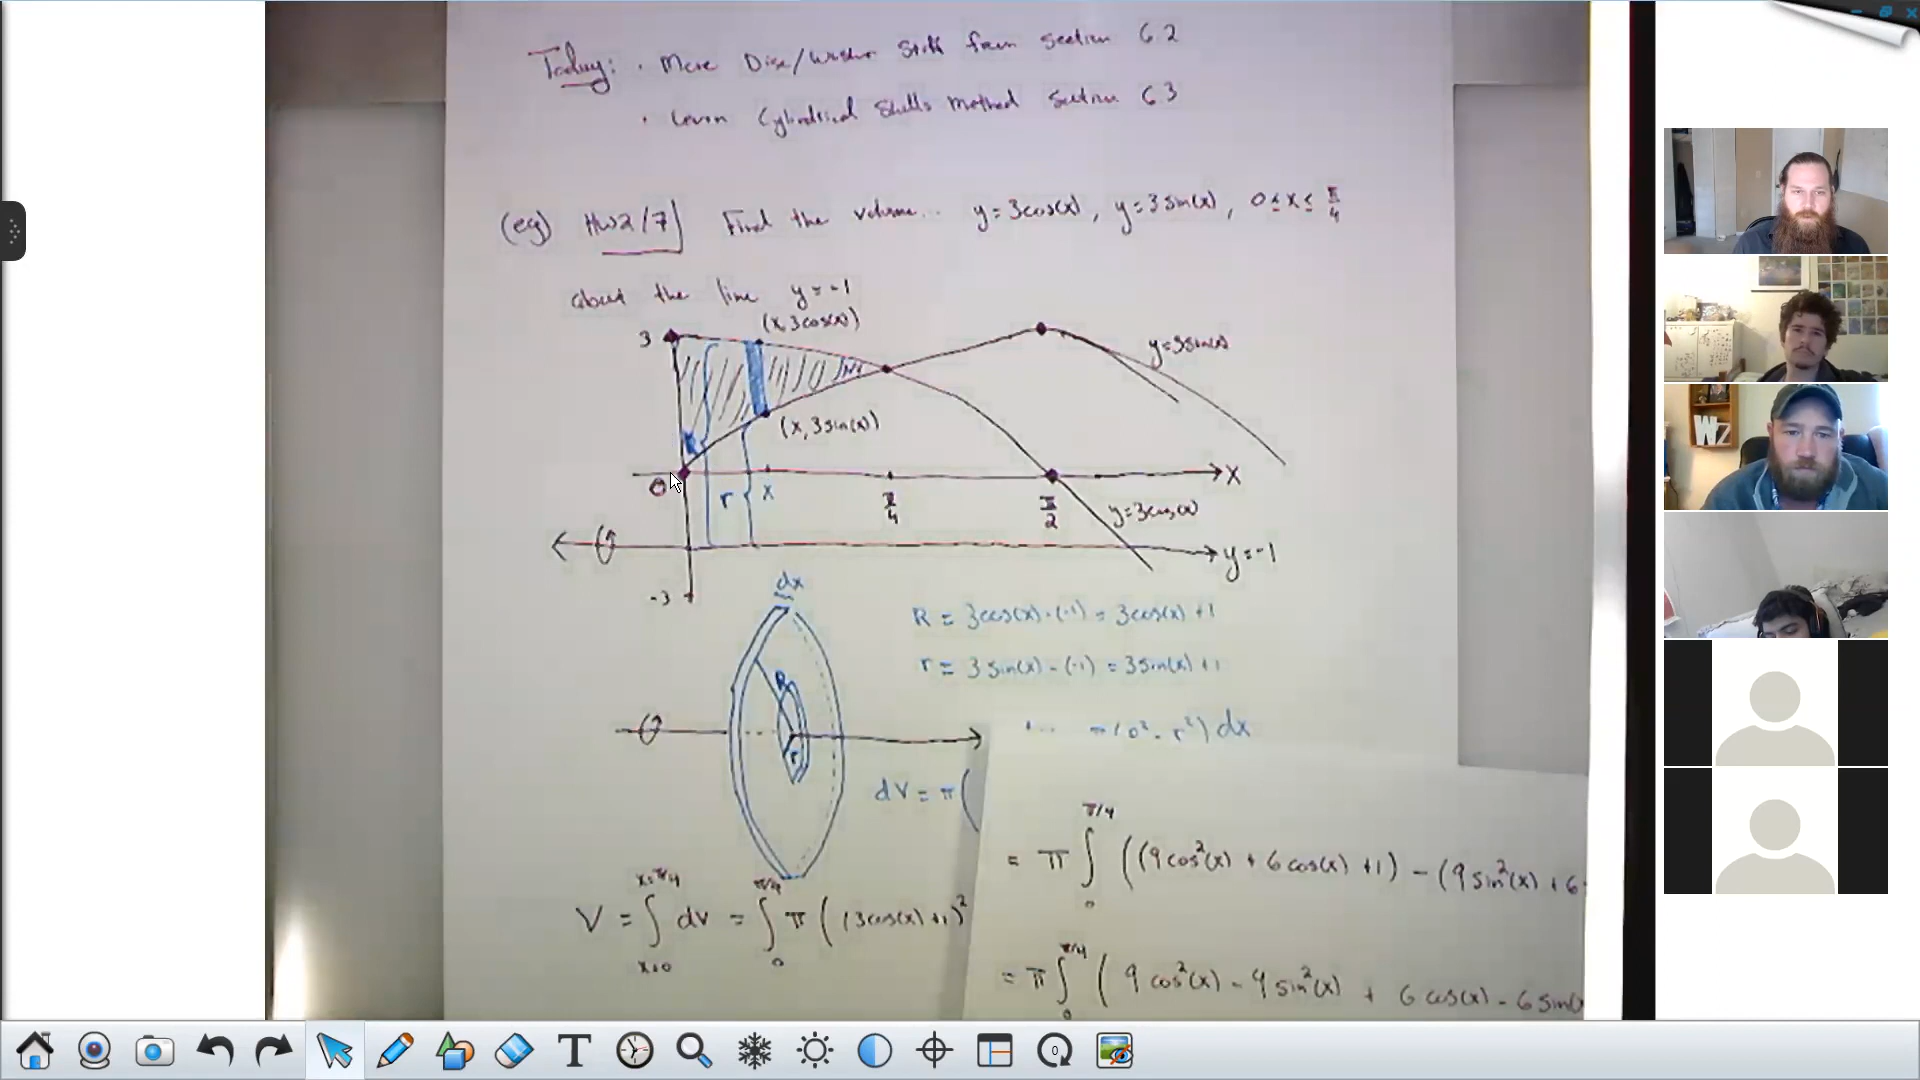 Today: · More Disc/Washer Stuff from Section 6.2
· Learn Cylindrical Shells Method Section 6.3
(eg) HW2/7] Find the volume... y=3cos(x), y=3sin(x), 0≤x≤π/4
about the line y=-1
(x, 3cos(x))
3
y=3sin(x)
(x, 3sin(x))
0
r
x
π/4
π/2
X
y=3cos(x)
y=-1
-3
dx
R = 3cos(x)-(-1) = 3cos(x)+1
r = 3sin(x)-(-1) = 3sin(x)+1
R
r
r²) dx
dV = π(
= π ∫₀^π/4 ((9cos²(x) + 6cos(x) +1) - (9sin²(x) + 6
V = ∫_x=0^x=π/4 dV = ∫₀^π/4 π ( (3cos(x)+1)²
= π ∫₀^π/4 ( 9cos²(x) - 9sin²(x) + 6cos(x) - 6sin(x)
WZ
T
0